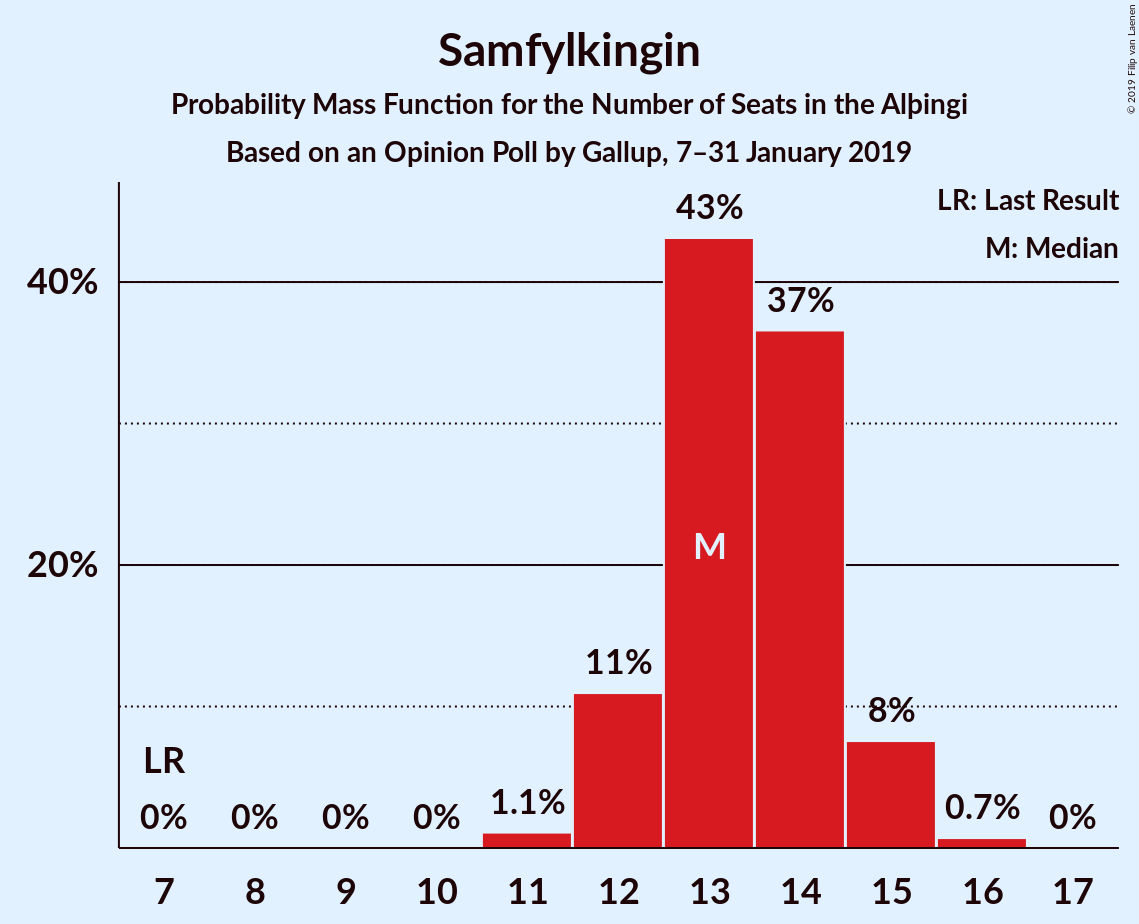 Samfylkingin
Probability Mass Function for the Number of Seats in the Alþingi
Based on an Opinion Poll by Gallup, 7–31 January 2019
© 2019 Filip van Laenen
LR: Last Result
M: Median
40%
20%
43%
37%
M
11%
8%
LR
0%
0%
0%
0%
1.1%
0.7%
0%
7 8 9 10 11 12 13 14 15 16 17